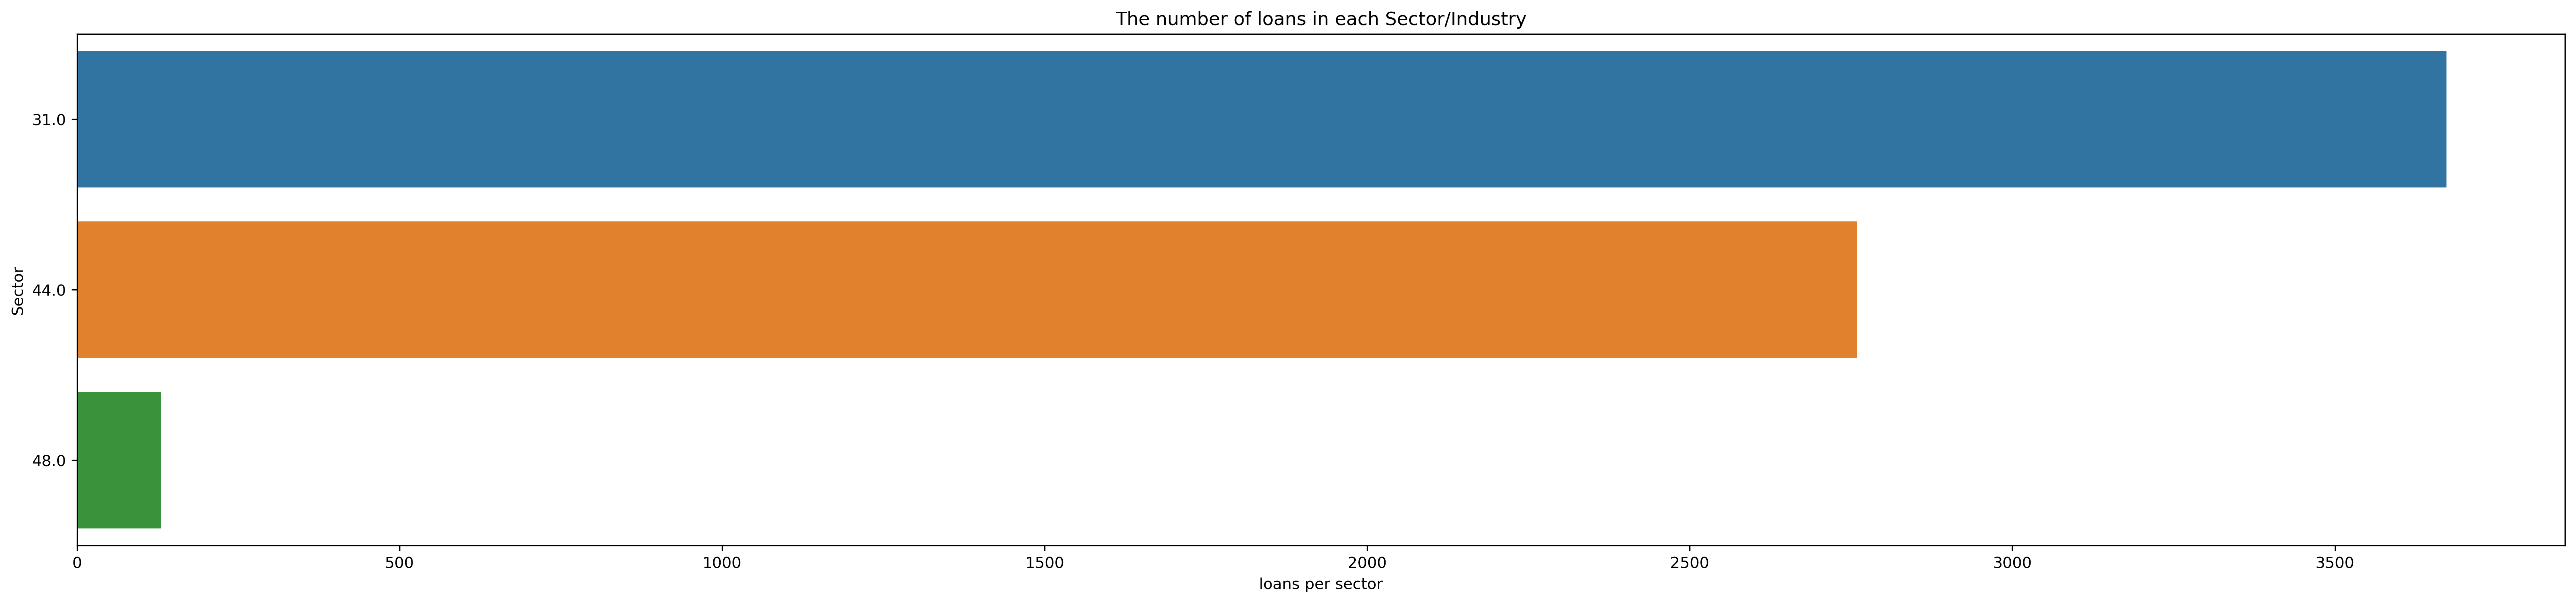 The number of loans in each Sector/Industry
31.0
44.0
48.0
Sector
0 500 1000 1500 2000 2500 3000 3500
loans per sector